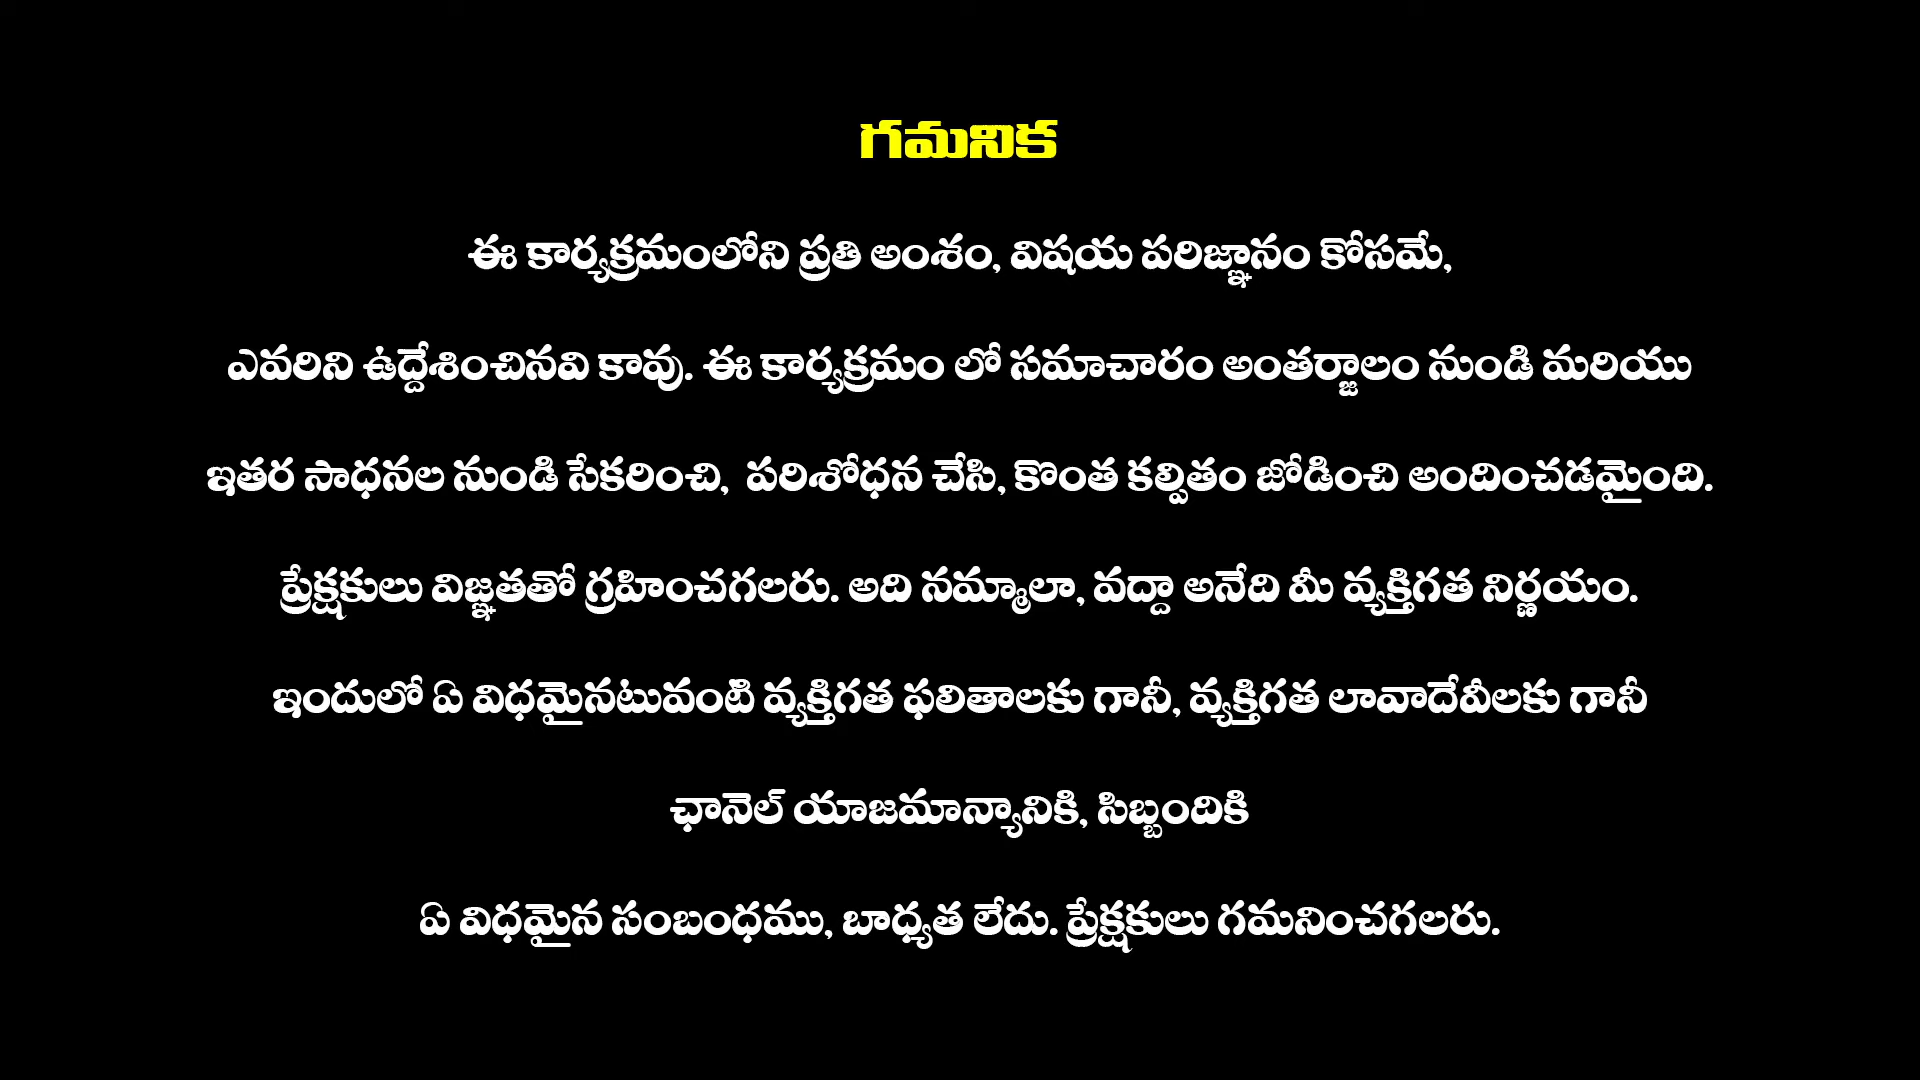 గమనిక
ఈ కార్యక్రమంలోని ప్రతి అంశం, విషయ పరిజ్ఞానం కోసమే,
ఎవరిని ఉద్దేశించినవి కావు. ఈ కార్యక్రమం లో సమాచారం అంతర్జాలం నుండి మరియు
ఇతర సాధనల నుండి సేకరించి, పరిశోధన చేసి, కొంత కల్పితం జోడించి అందించడమైంది.
ప్రేక్షకులు విజ్ఞతతో గ్రహించగలరు. అది నమ్మాలా, వద్దా అనేది మీ వ్యక్తిగత నిర్ణయం.
ఇందులో ఏ విధమైనటువంటి వ్యక్తిగత ఫలితాలకు గానీ, వ్యక్తిగత లావాదేవీలకు గానీ
ఛానెల్ యాజమాన్యానికి, సిబ్బందికి
ఏ విధమైన సంబంధము, బాధ్యత లేదు. ప్రేక్షకులు గమనించగలరు.